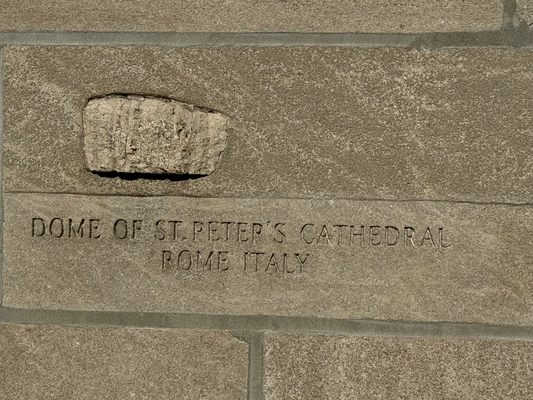 DOME OF ST. PETER'S CATHEDRAL
ROME ITALY